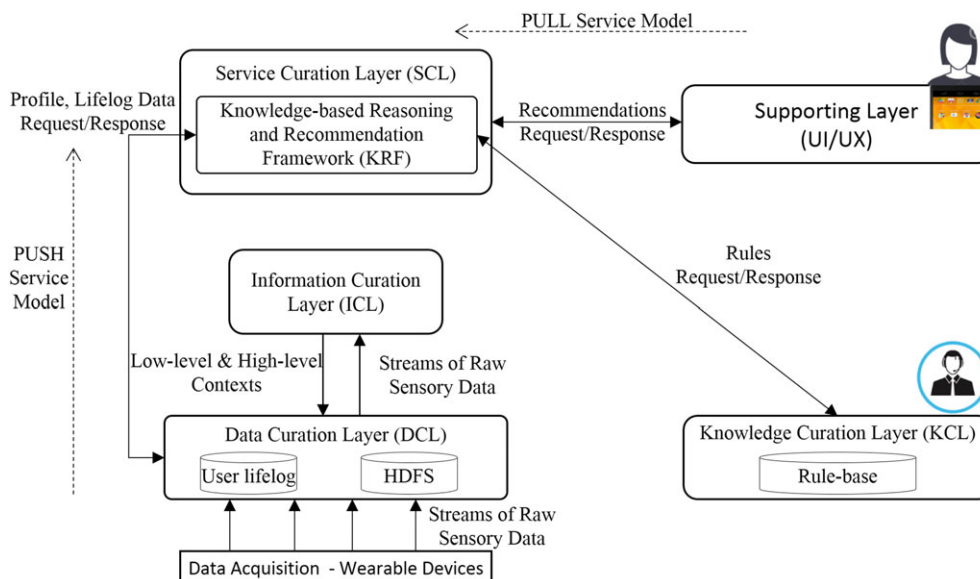 PULL Service Model
Service Curation Layer (SCL)
Knowledge-based Reasoning
and Recommendation
Framework (KRF)
Profile, Lifelog Data
Request/Response
Recommendations
Request/Response
Supporting Layer
(UI/UX)
PUSH
Service
Model
Information Curation
Layer (ICL)
Rules
Request/Response
Low-level & High-level
Contexts
Streams of Raw
Sensory Data
Data Curation Layer (DCL)
User lifelog
HDFS
Knowledge Curation Layer (KCL)
Rule-base
Streams of Raw
Sensory Data
Data Acquisition - Wearable Devices